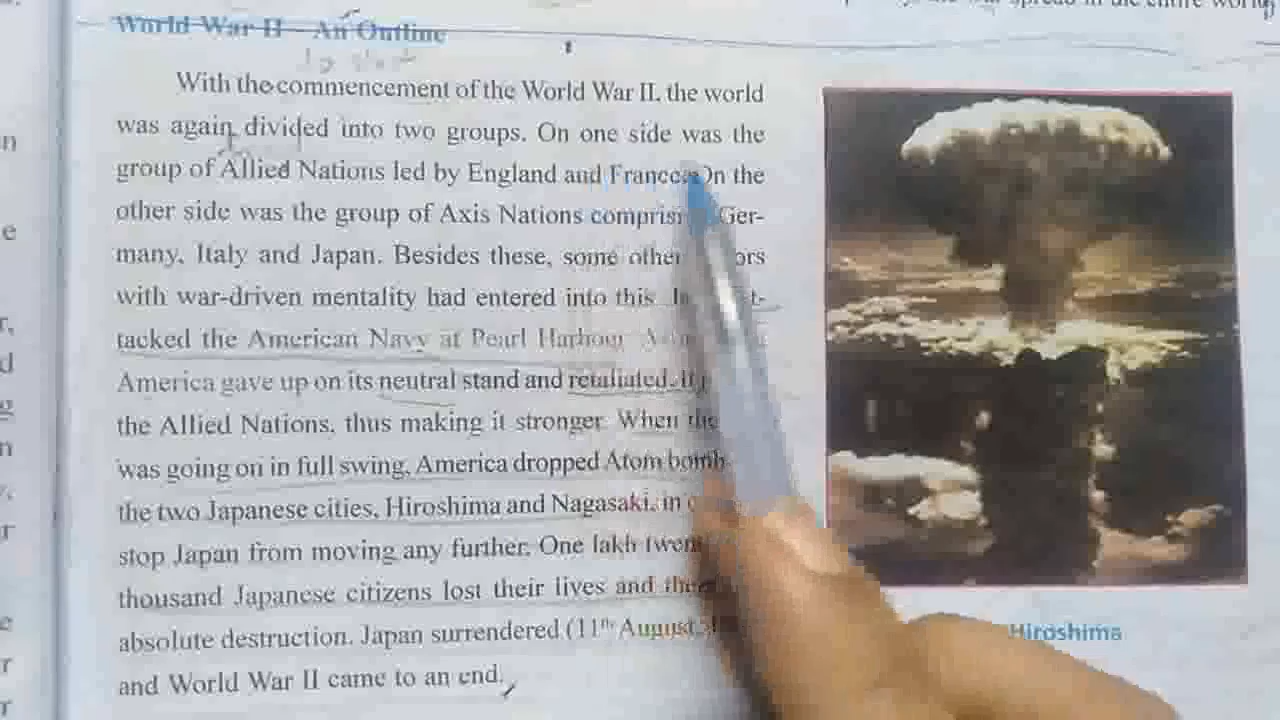 spread in the entire world
World War II – An Outline
With the commencement of the World War II, the world
was again divided into two groups. On one side was the
group of Allied Nations led by England and France. On the
other side was the group of Axis Nations Ger-
many, Italy and Japan. Besides these, some other
with war-driven mentality had entered into this.
tacked the American Navy at Pearl Harbour
America gave up on its neutral stand and retaliated. It
the Allied Nations, thus making it stronger. When the
was going on in full swing, America dropped Atom bomb
the two Japanese cities, Hiroshima and Nagasaki, in
stop Japan from moving any further. One lakh
thousand Japanese citizens lost their lives and
absolute destruction. Japan surrendered (11th August
and World War II came to an end.
Hiroshima